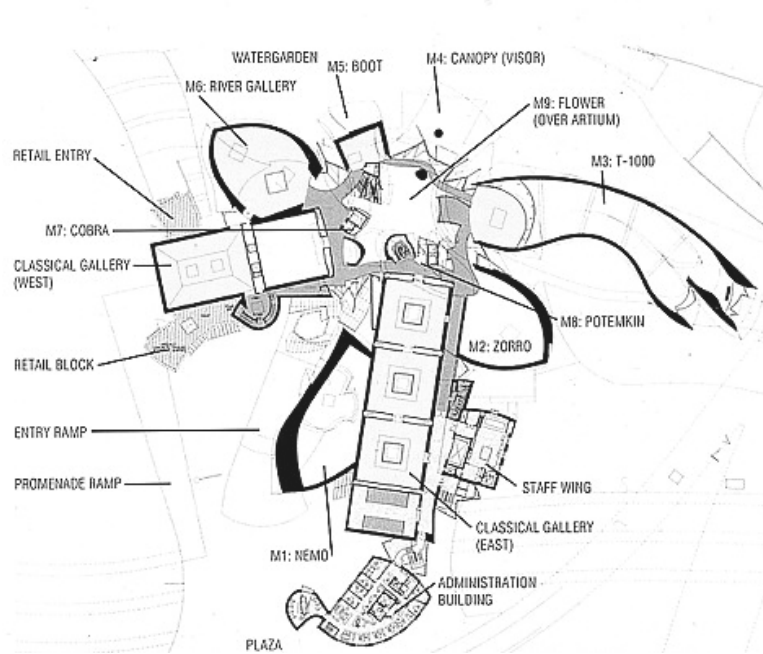 WATERGARDEN
M5: BOOT
M4: CANOPY (VISOR)
M6: RIVER GALLERY
M9: FLOWER
(OVER ARTIUM)
M3: T-1000
RETAIL ENTRY
M7: COBRA
CLASSICAL GALLERY
(WEST)
M8: POTEMKIN
M2: ZORRO
RETAIL BLOCK
ENTRY RAMP
PROMENADE RAMP
STAFF WING
CLASSICAL GALLERY
(EAST)
M1: NEMO
ADMINISTRATION
BUILDING
PLAZA